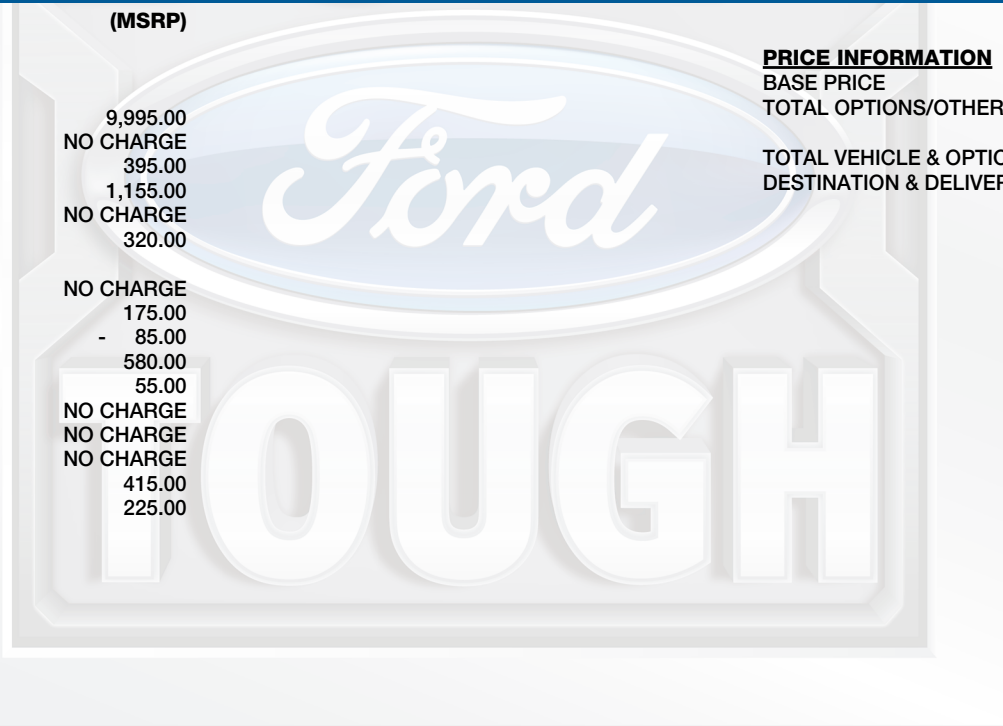 (MSRP)
9,995.00
NO CHARGE
395.00
1,155.00
NO CHARGE
320.00
NO CHARGE
175.00
- 85.00
580.00
55.00
NO CHARGE
NO CHARGE
NO CHARGE
415.00
225.00
PRICE INFORMATION
BASE PRICE
TOTAL OPTIONS/OTHER
TOTAL VEHICLE & OPTIO
DESTINATION & DELIVER
Ford
TOUGH